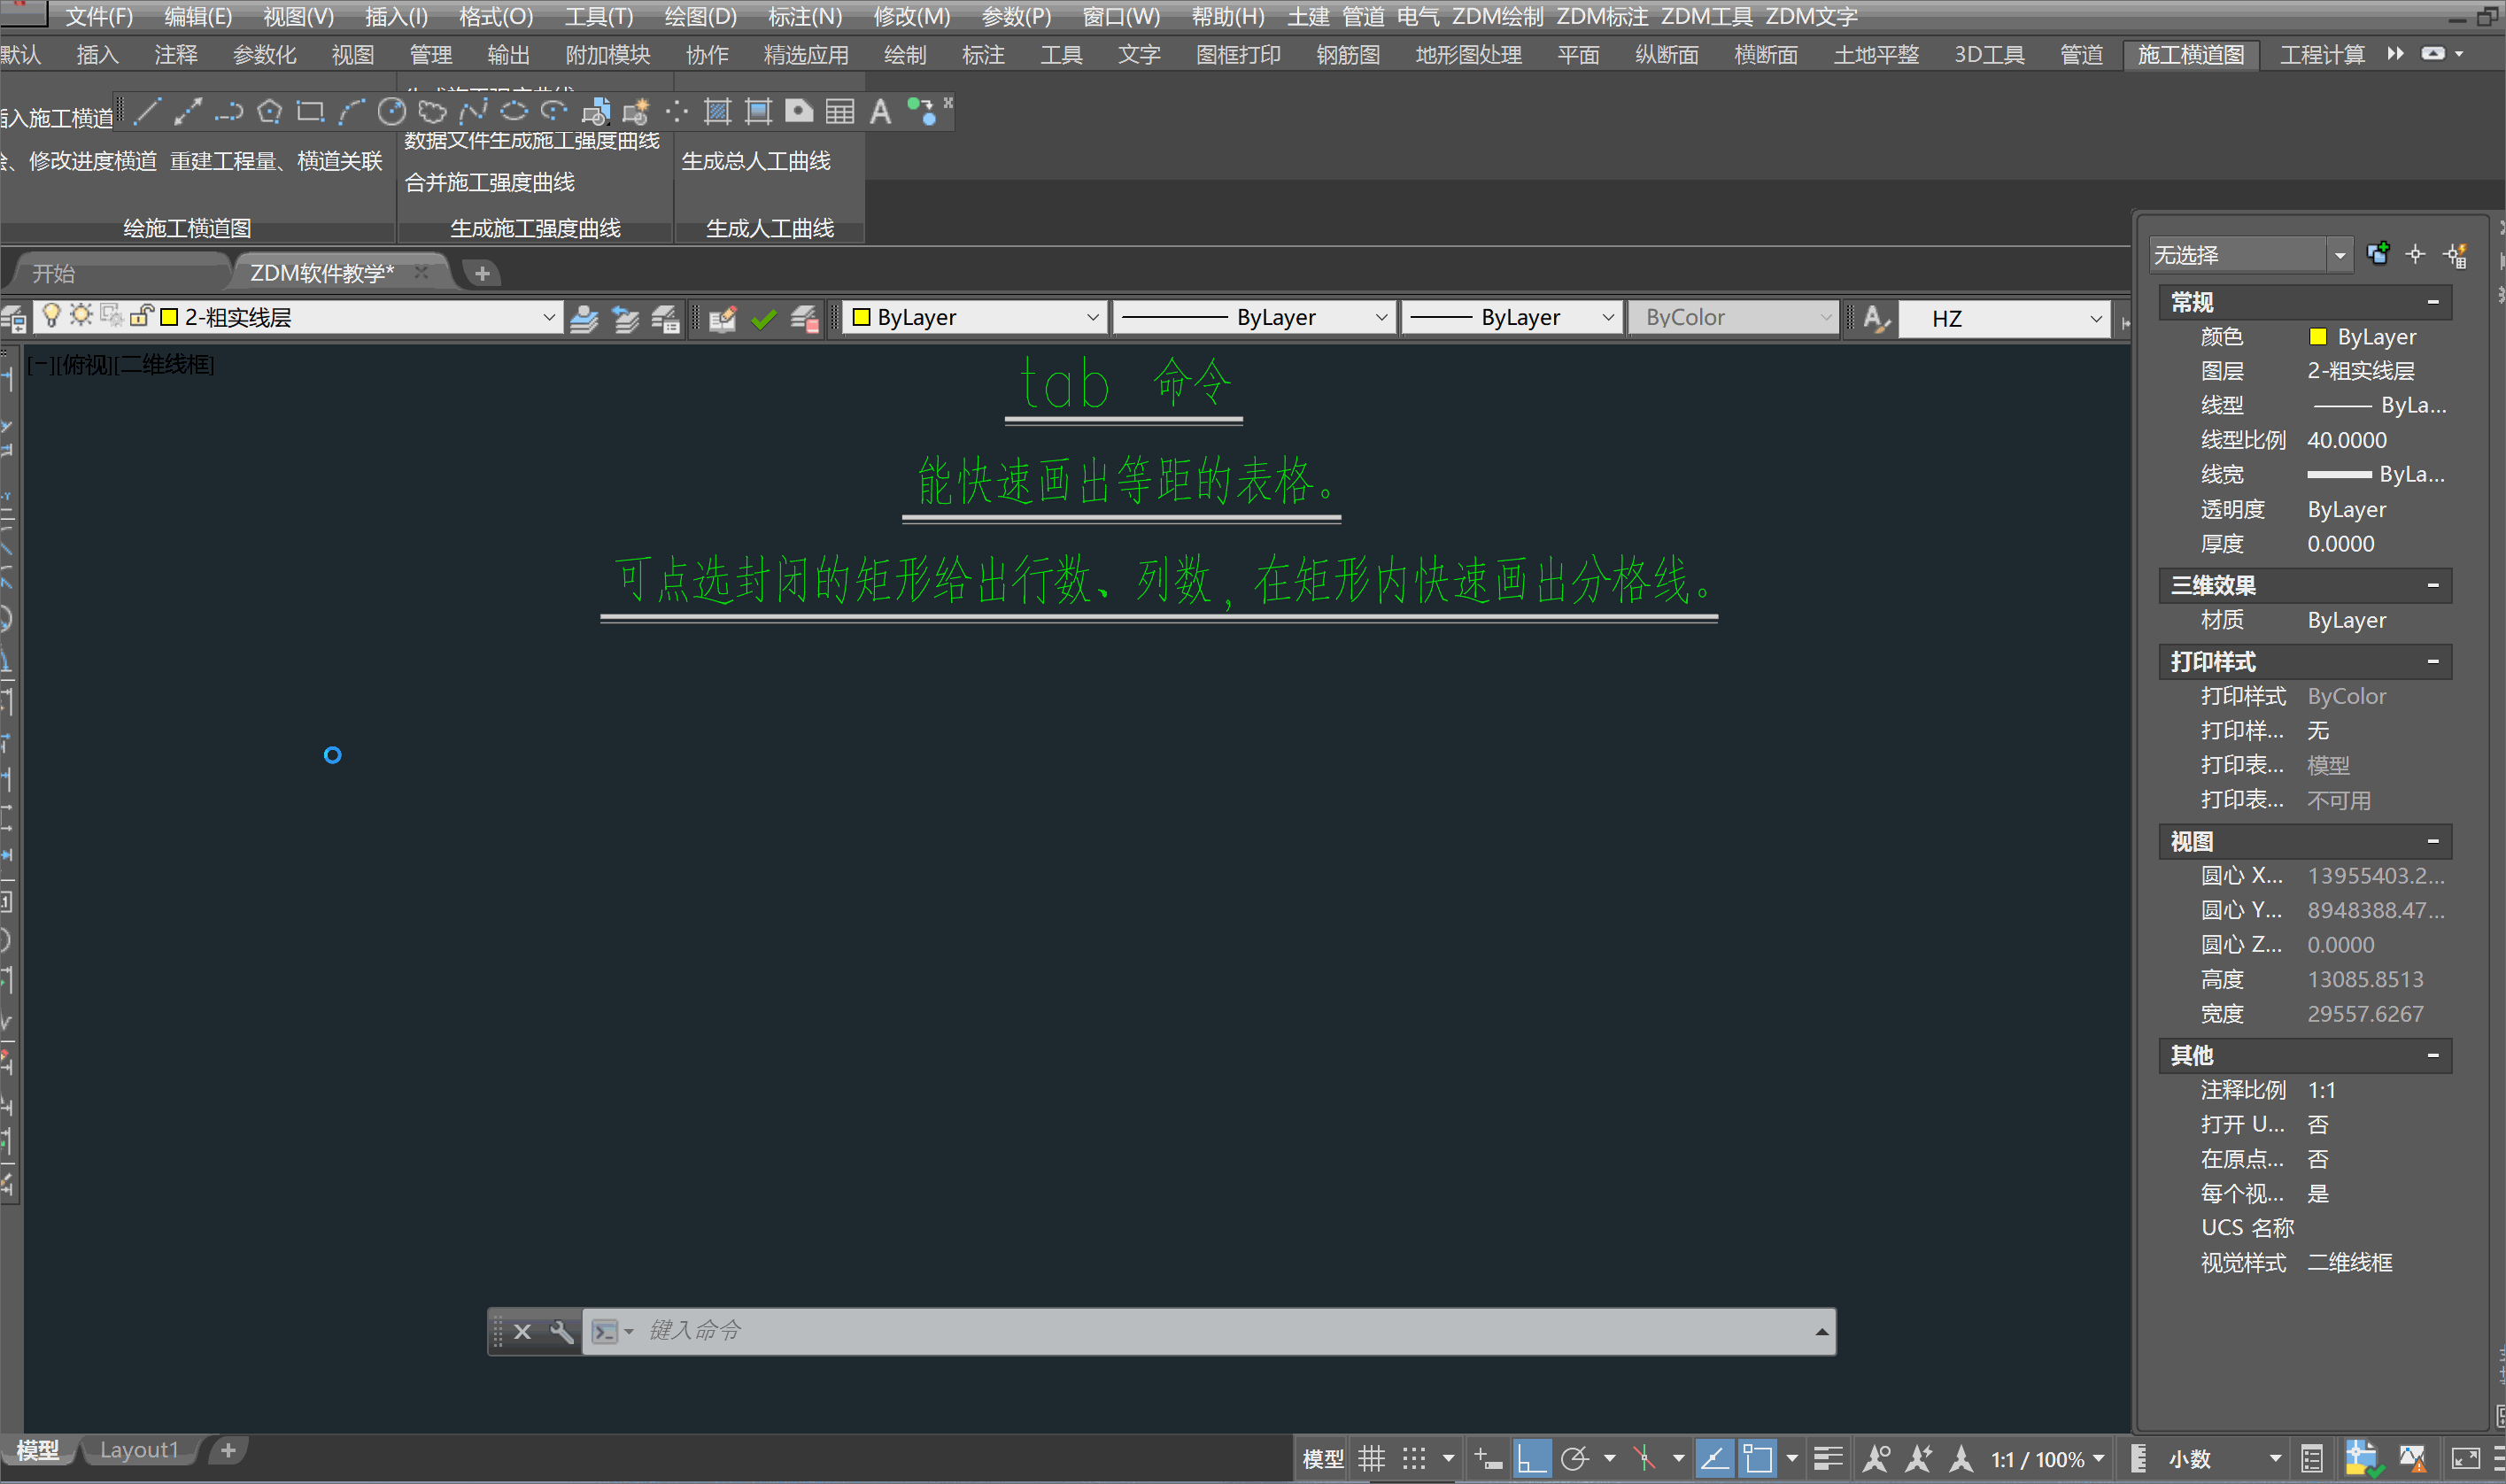 文件(F) 编辑(E) 视图(V) 插入(I) 格式(O) 工具(T) 绘图(D) 标注(N) 修改(M) 参数(P) 窗口(W) 帮助(H) 土建 管道 电气 ZDM绘制 ZDM标注 ZDM工具 ZDM文字
默认 插入 注释 参数化 视图 管理 输出 附加模块 协作 精选应用 绘制 标注 工具 文字 图框打印 钢筋图 地形图处理 平面 纵断面 横断面 土地平整 3D工具 管道 施工横道图 工程计算
入施工横道
A
数据文件生成施工强度曲线
、修改进度横道 重建工程量、横道关联
生成总人工曲线
合并施工强度曲线
绘施工横道图 生成施工强度曲线 生成人工曲线
开始 ZDM软件教学*
2-粗实线层 ByLayer ByLayer ByLayer ByColor HZ
[−][俯视][二维线框]
tab 命令
能快速画出等距的表格。
可点选封闭的矩形给出行数、列数,在矩形内快速画出分格线。
键入命令
无选择
常规
颜色 ByLayer
图层 2-粗实线层
线型 ByLa...
线型比例 40.0000
线宽 ByLa...
透明度 ByLayer
厚度 0.0000
三维效果
材质 ByLayer
打印样式
打印样式 ByColor
打印样... 无
打印表... 模型
打印表... 不可用
视图
圆心 X... 13955403.2...
圆心 Y... 8948388.47...
圆心 Z... 0.0000
高度 13085.8513
宽度 29557.6267
其他
注释比例 1:1
打开 U... 否
在原点... 否
每个视... 是
UCS 名称
视觉样式 二维线框
模型 Layout1
模型 1:1 / 100% 小数